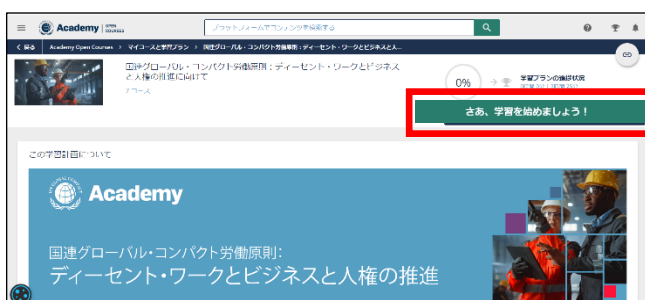 Academy OPEN COURSES
プラットフォームでコンテンツを検索する
< 戻る Academy Open Courses > マイコースと学習プラン > 国連グローバル・コンパクト労働原則：ディーセント・ワークとビジネスと人...
国連グローバル・コンパクト労働原則：ディーセント・ワークとビジネス
と人権の推進に向けて
7 コース
0%
学習プランの進捗状況
さあ、学習を始めましょう！
この学習計画について
Academy
国連グローバル・コンパクト労働原則:
ディーセント・ワークとビジネスと人権の推進